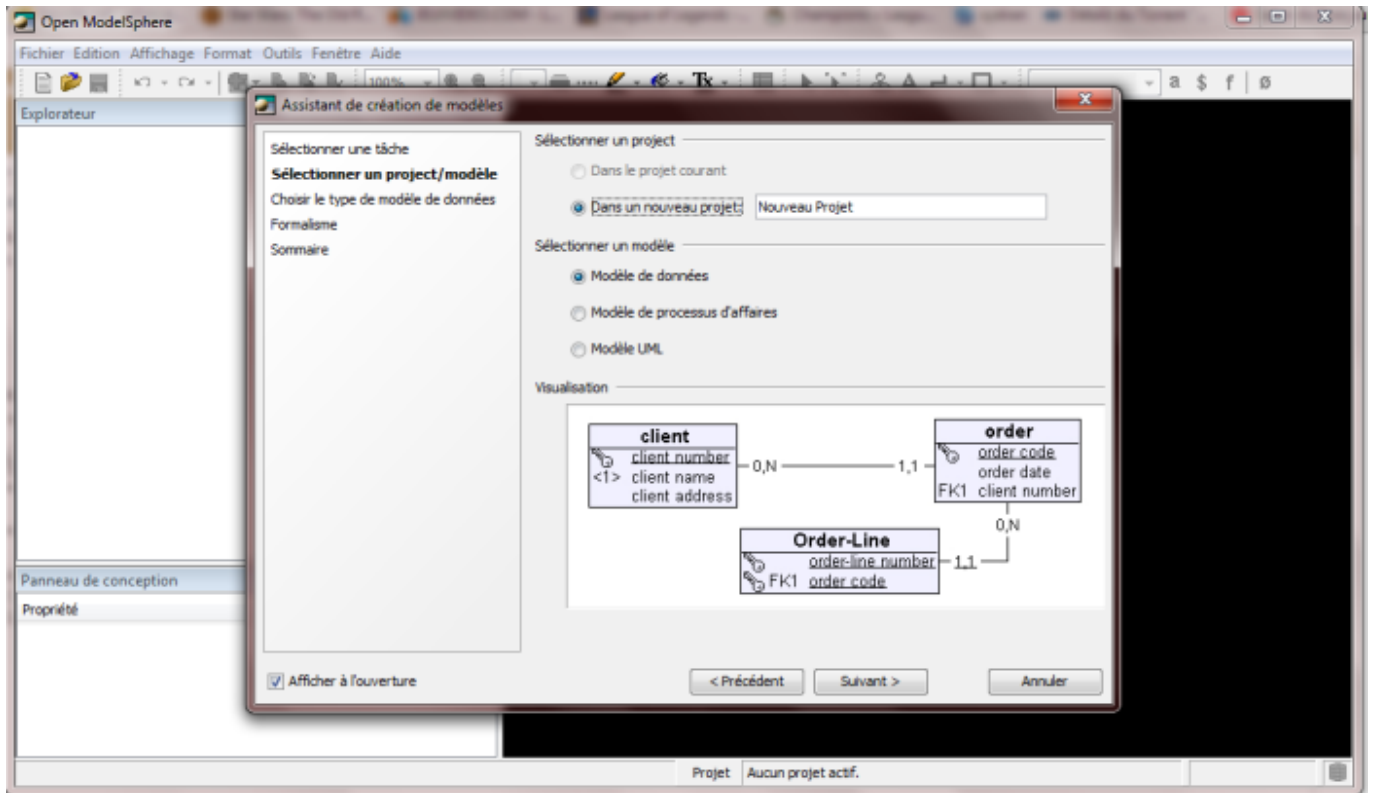 Open ModelSphere
Fichier Edition Affichage Format Outils Fenêtre Aide
100%
a $ f ø
Explorateur
Assistant de création de modèles
Sélectionner une tâche
Sélectionner un project/modèle
Choisir le type de modèle de données
Formalisme
Sommaire
Sélectionner un project
Dans le projet courant
Dans un nouveau projet: Nouveau Projet
Sélectionner un modèle
Modèle de données
Modèle de processus d'affaires
Modèle UML
Visualisation
client
client number
<1> client name
client address
0,N 1,1
order
order code
order date
FK1 client number
0,N
Order-Line
order-line number
FK1 order code
1,1
Panneau de conception
Propriété
Afficher à l'ouverture
< Précédent Suivant > Annuler
Projet Aucun projet actif.